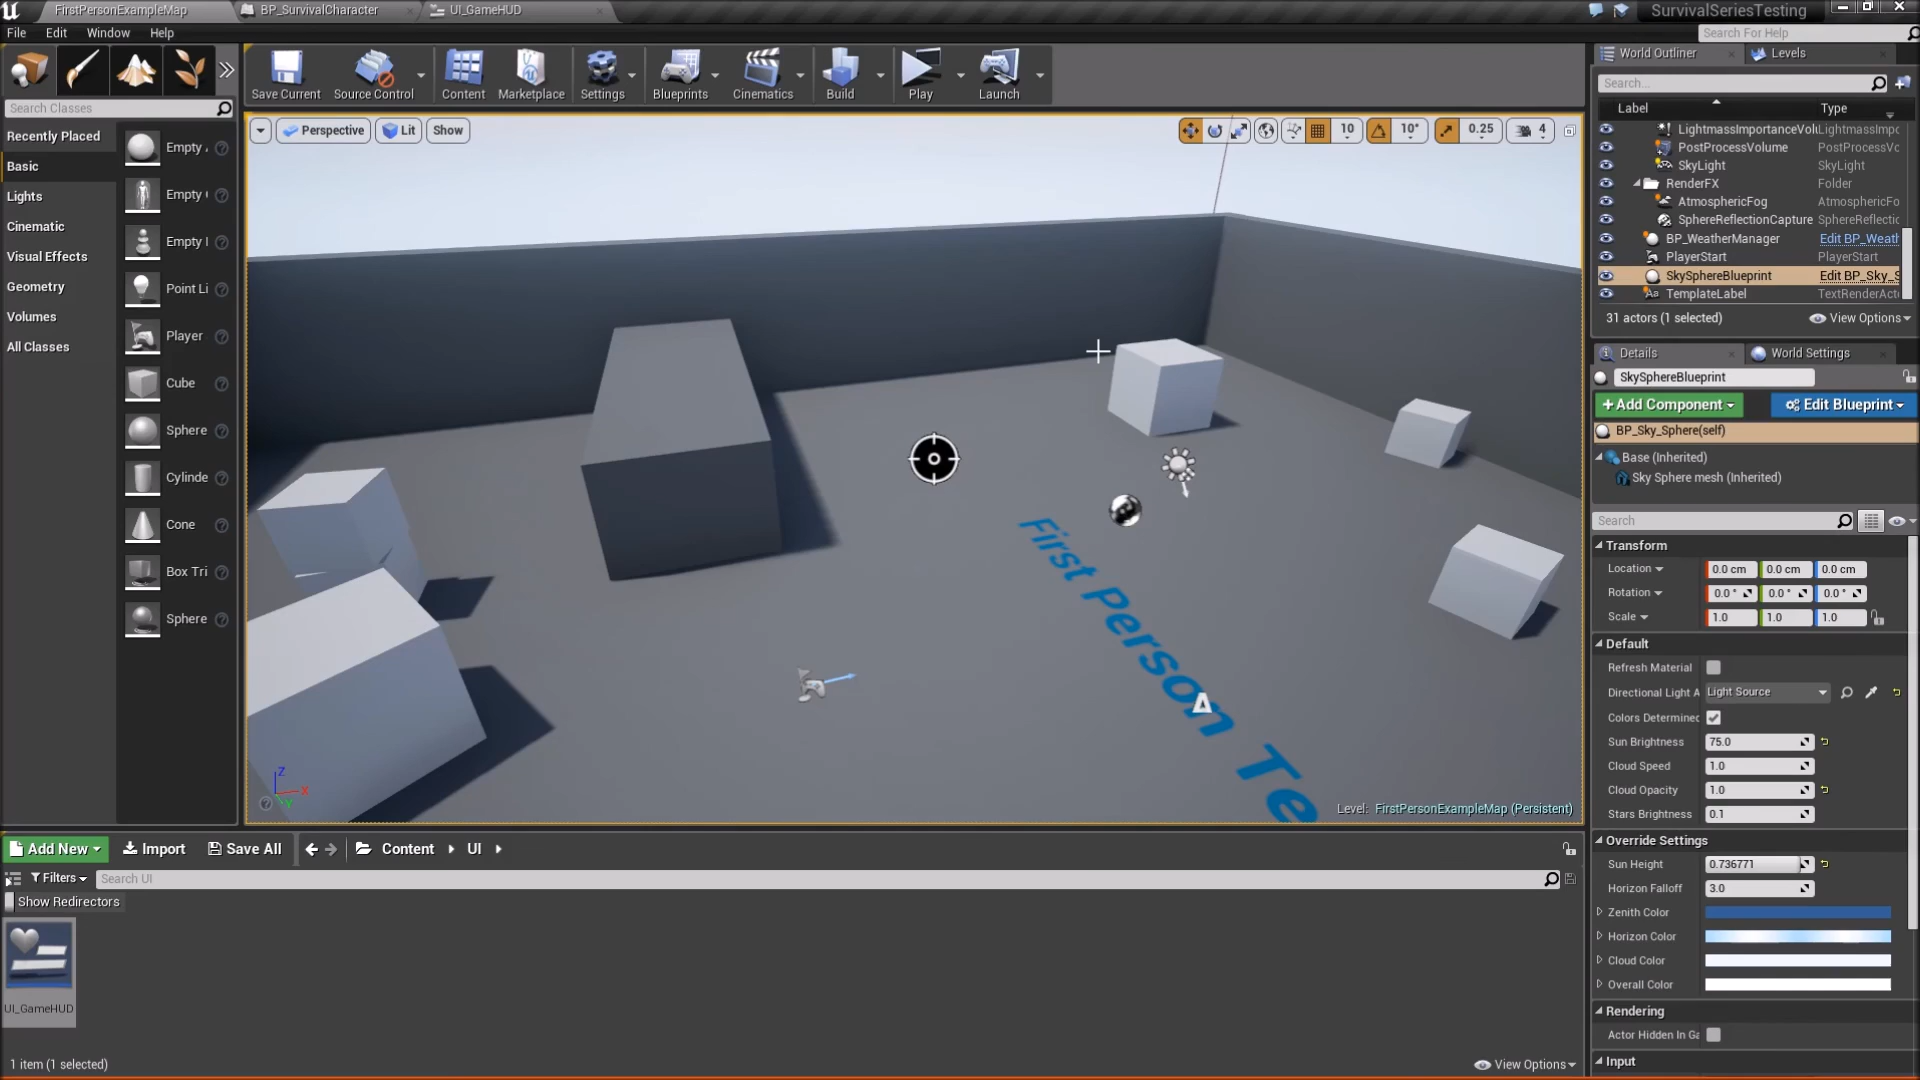 FirstPersonExampleMap
BP_SurvivalCharacter
UI_GameHUD
SurvivalSeriesTesting
File
Edit
Window
Help
Search For Help
Save Current
Source Control
Content
Marketplace
Settings
Blueprints
Cinematics
Build
Play
Launch
Search Classes
Recently Placed
Basic
Lights
Cinematic
Visual Effects
Geometry
Volumes
All Classes
Empty
Empty
Empty
Point Li
Player
Cube
Sphere
Cylinde
Cone
Box Tri
Sphere
Perspective
Lit
Show
10
10°
0.25
4
First Person Te
Z
X
Y
Level: FirstPersonExampleMap (Persistent)
World Outliner
Levels
Search...
Label
Type
LightmassImportanceVolu LightmassImpo
PostProcessVolume PostProcessVo
SkyLight SkyLight
RenderFX Folder
AtmosphericFog AtmosphericFo
SphereReflectionCapture SphereReflectio
BP_WeatherManager Edit BP_Weath
PlayerStart PlayerStart
SkySphereBlueprint Edit BP_Sky_S
TemplateLabel TextRenderActo
31 actors (1 selected)
View Options
Details
World Settings
SkySphereBlueprint
+Add Component
Edit Blueprint
BP_Sky_Sphere(self)
Base (Inherited)
Sky Sphere mesh (Inherited)
Search
Transform
Location 0.0 cm 0.0 cm 0.0 cm
Rotation 0.0 ° 0.0 ° 0.0 °
Scale 1.0 1.0 1.0
Default
Refresh Material
Directional Light A Light Source
Colors Determined
Sun Brightness 75.0
Cloud Speed 1.0
Cloud Opacity 1.0
Stars Brightness 0.1
Override Settings
Sun Height 0.736771
Horizon Falloff 3.0
Zenith Color
Horizon Color
Cloud Color
Overall Color
Rendering
Actor Hidden In Ga
Input
Add New
Import
Save All
Content
UI
Filters
Search UI
Show Redirectors
UI_GameHUD
1 item (1 selected)
View Options